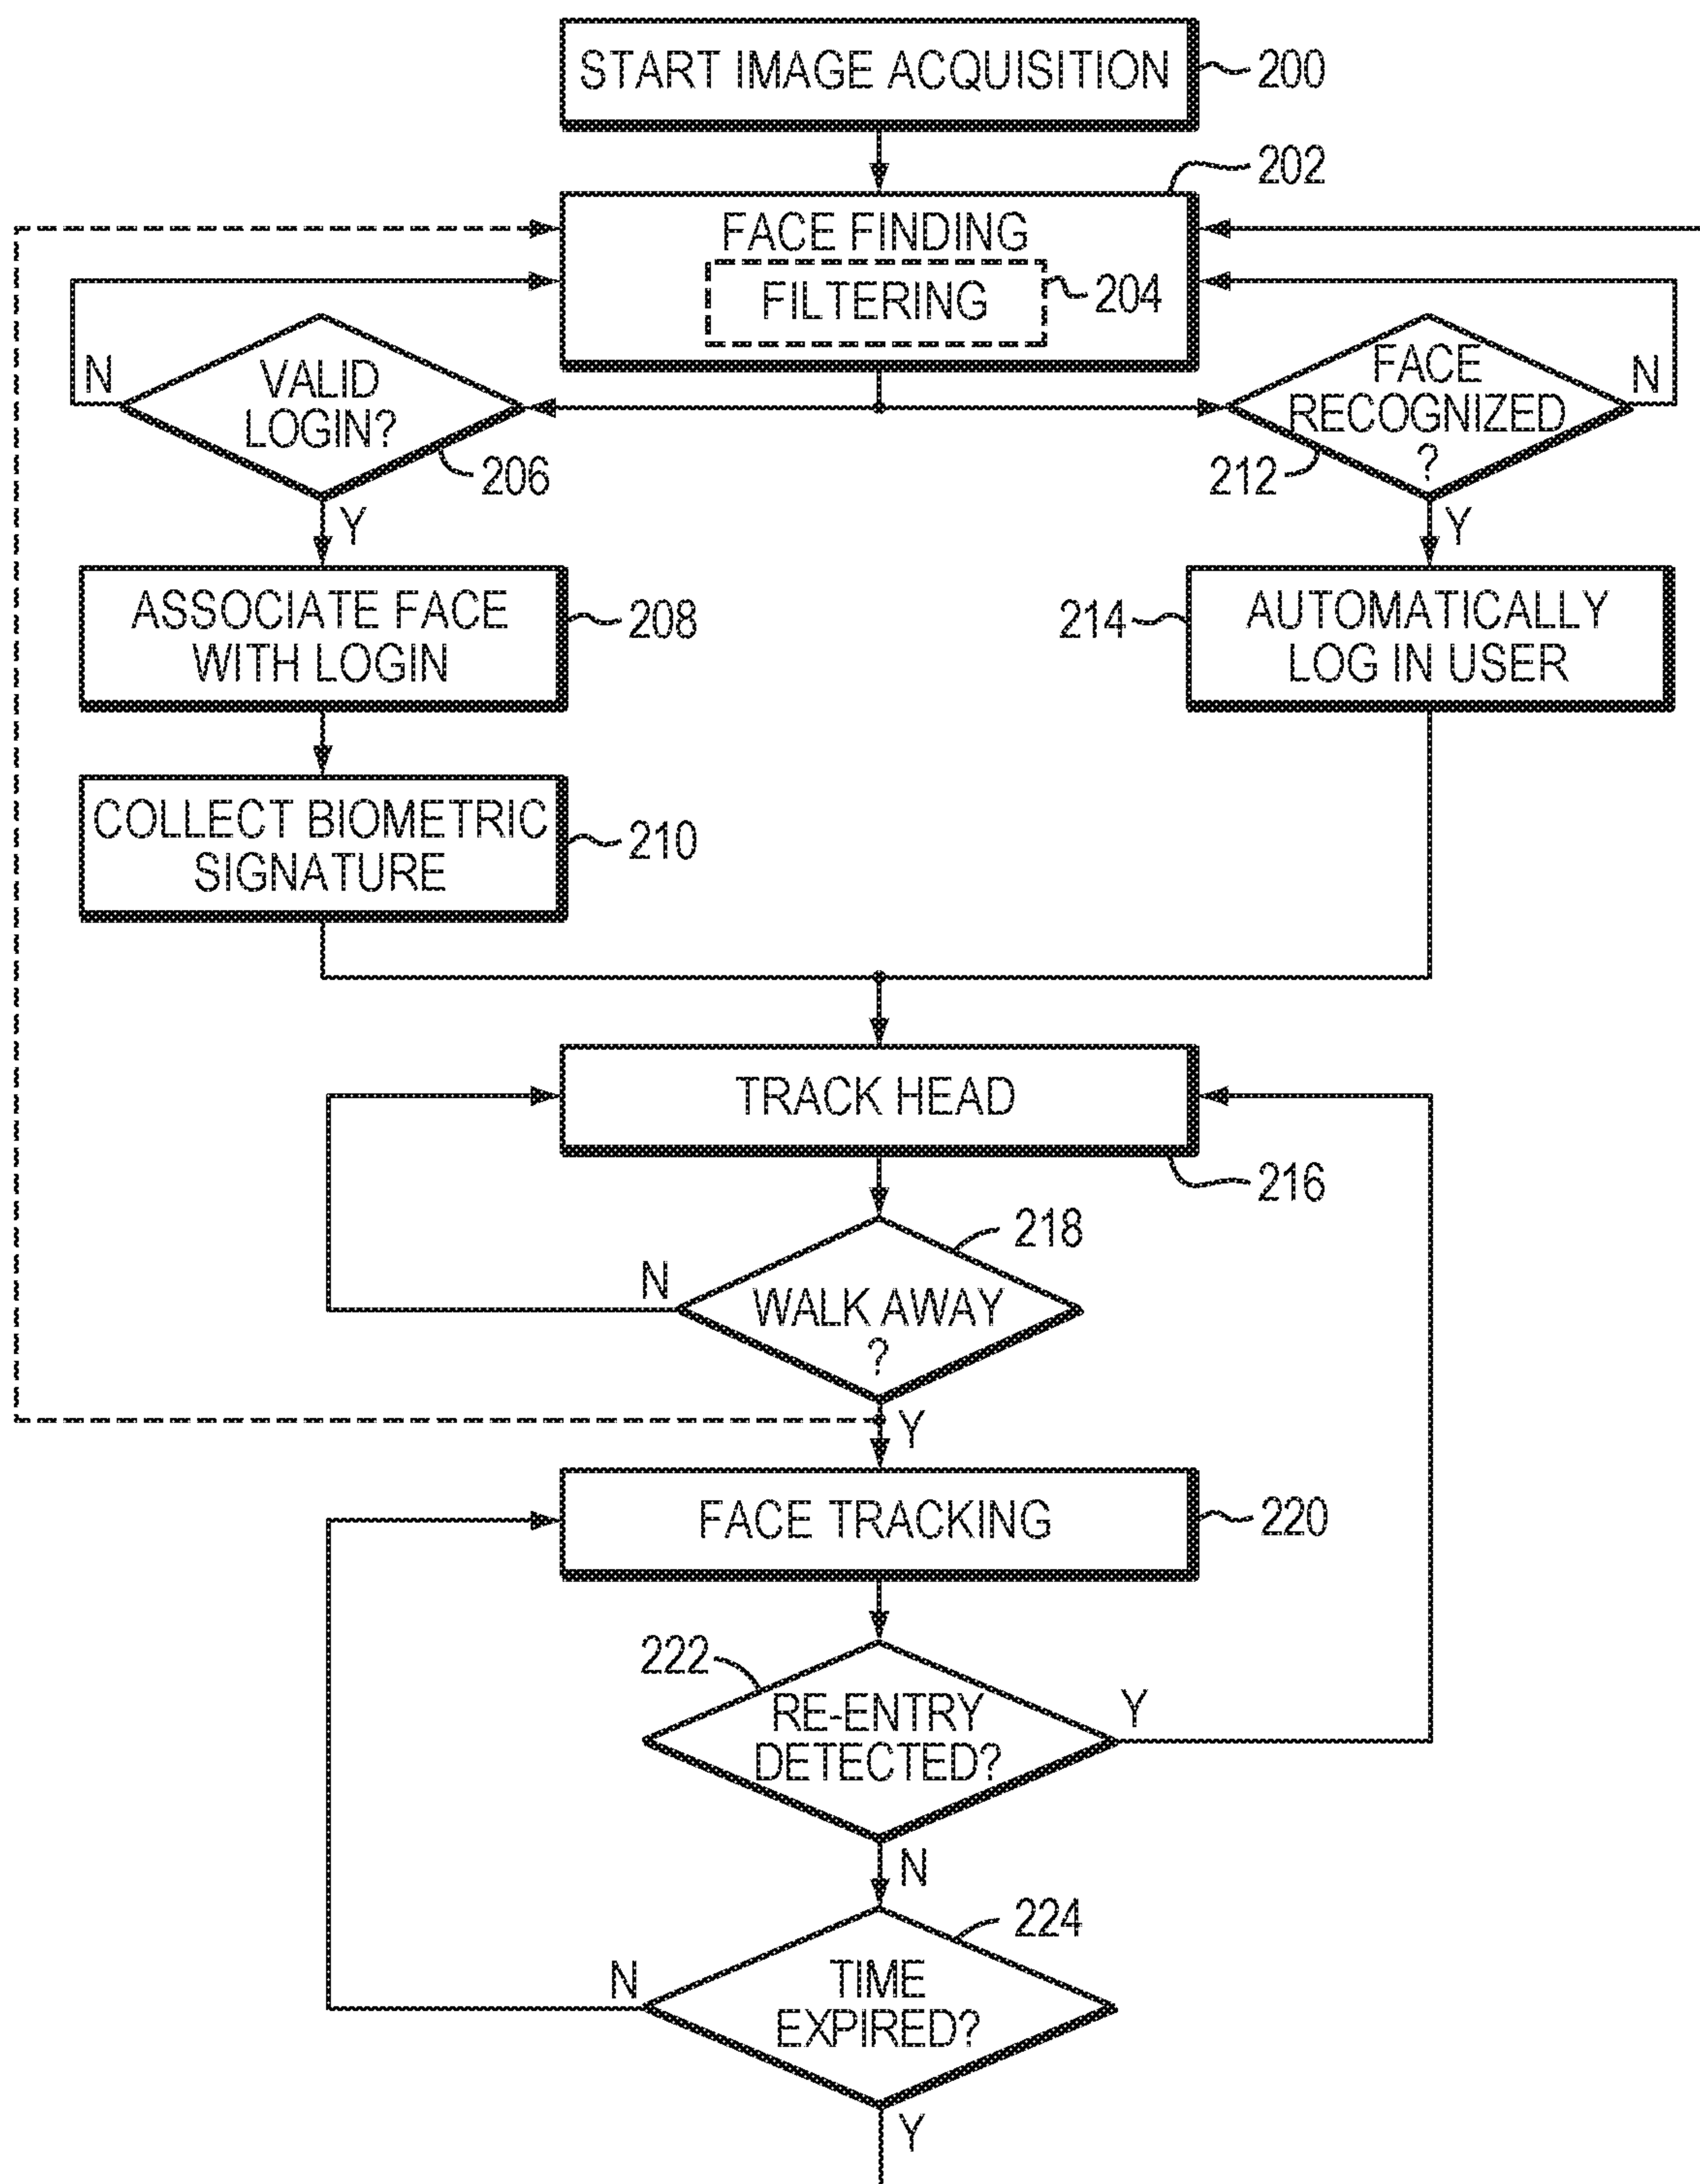 START IMAGE ACQUISITION
200
202
FACE FINDING
FILTERING
204
N
VALID
LOGIN?
206
FACE
RECOGNIZED
?
N
212
Y
Y
ASSOCIATE FACE
WITH LOGIN
208
214
AUTOMATICALLY
LOG IN USER
COLLECT BIOMETRIC
SIGNATURE
210
TRACK HEAD
216
218
N
WALK AWAY
?
Y
FACE TRACKING
220
222
RE-ENTRY
DETECTED?
Y
N
224
N
TIME
EXPIRED?
Y